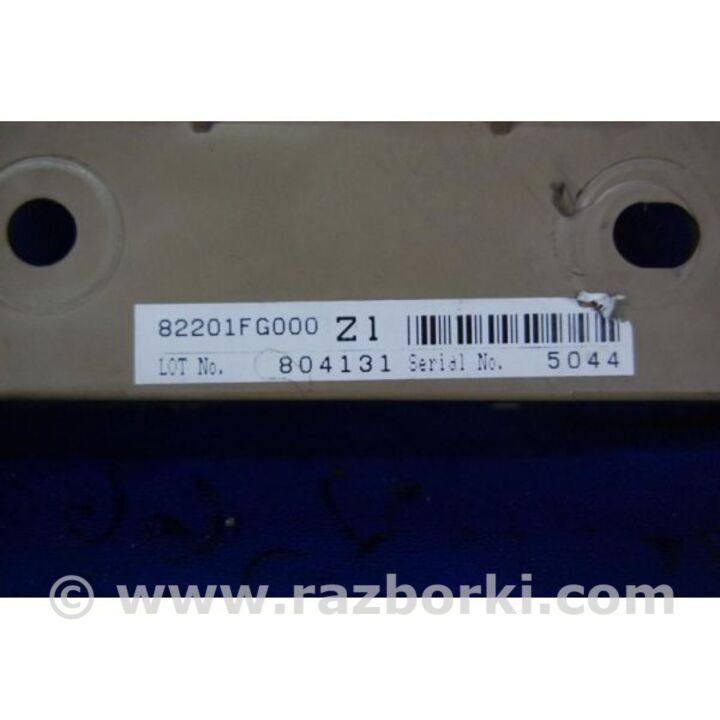 82201FG000 Z1
LOT No. 804131 Serial No. 5044
© www.razborki.com